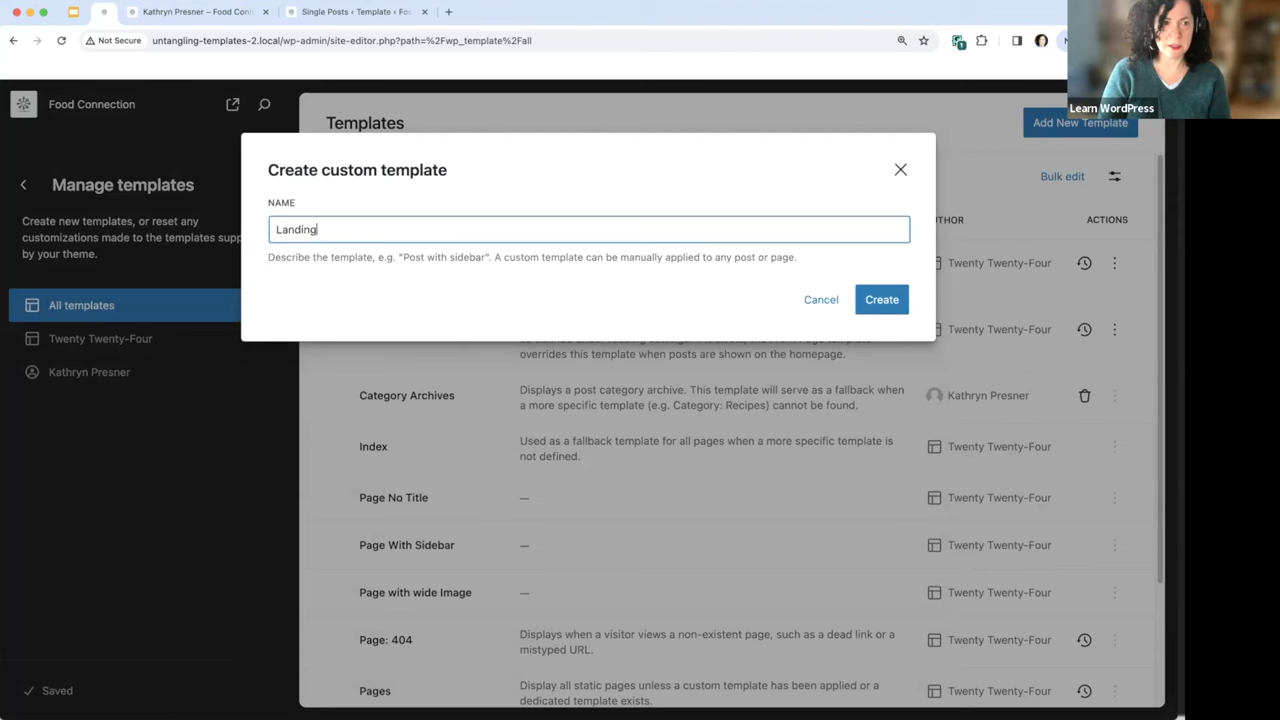 Kathryn Presner – Food Conn
Single Posts ‹ Template ‹ Foo
Not Secure
untangling-templates-2.local/wp-admin/site-editor.php?path=%2Fwp_template%2Fall
1
Learn WordPress
Food Connection
Templates
Add New Template
Create custom template
Manage templates
Bulk edit
NAME
Create new templates, or reset any
customizations made to the templates supp
by your theme.
Landing
UTHOR
ACTIONS
Describe the template, e.g. "Post with sidebar". A custom template can be manually applied to any post or page.
Twenty Twenty-Four
Cancel
Create
All templates
Twenty Twenty-Four
Twenty Twenty-Four
overrides this template when posts are shown on the homepage.
Kathryn Presner
Category Archives
Displays a post category archive. This template will serve as a fallback when
a more specific template (e.g. Category: Recipes) cannot be found.
Kathryn Presner
Index
Used as a fallback template for all pages when a more specific template is
not defined.
Twenty Twenty-Four
Page No Title
—
Twenty Twenty-Four
Page With Sidebar
—
Twenty Twenty-Four
Page with wide Image
—
Twenty Twenty-Four
Page: 404
Displays when a visitor views a non-existent page, such as a dead link or a
mistyped URL.
Twenty Twenty-Four
Saved
Pages
Display all static pages unless a custom template has been applied or a
dedicated template exists.
Twenty Twenty-Four